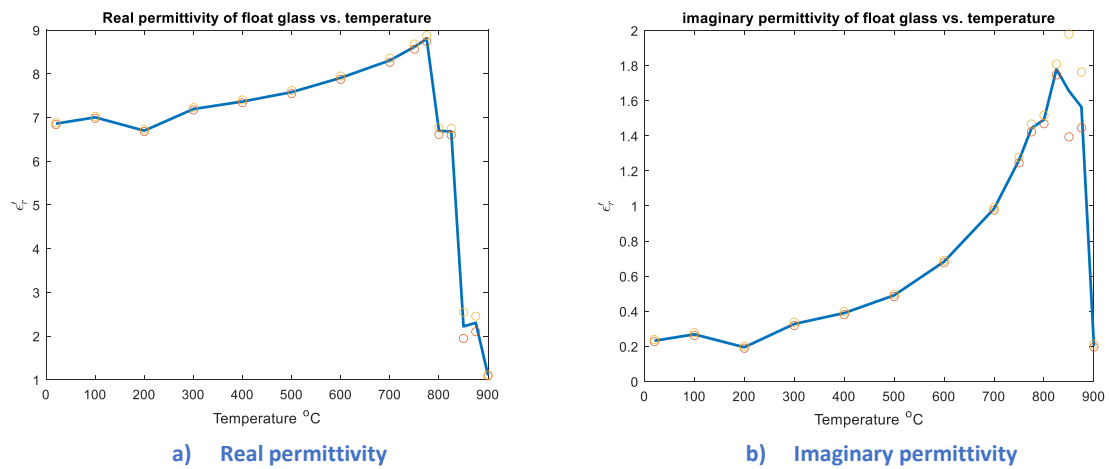 Real permittivity of float glass vs. temperature
9
8
7
6
5
4
3
2
1
ϵ′r
0 100 200 300 400 500 600 700 800 900
Temperature °C
a) Real permittivity
imaginary permittivity of float glass vs. temperature
2
1.8
1.6
1.4
1.2
1
0.8
0.6
0.4
0.2
0
ϵ′r
0 100 200 300 400 500 600 700 800 900
Temperature °C
b) Imaginary permittivity